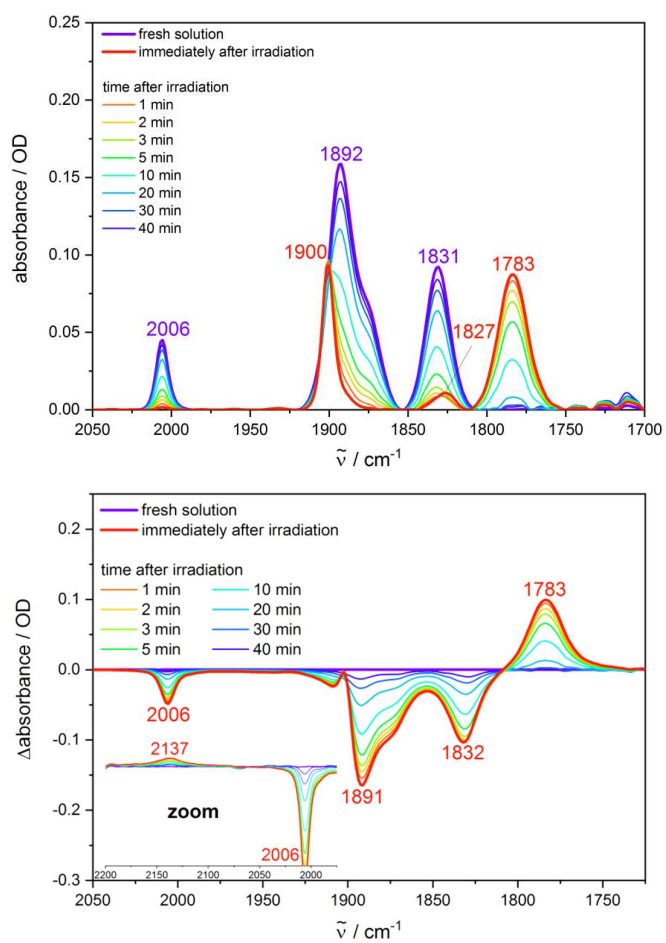 fresh solution
immediately after irradiation
time after irradiation
1 min
2 min
3 min
5 min
10 min
20 min
30 min
40 min
1892
1900
1831
1783
1827
2006
0.25
0.20
0.15
0.10
0.05
0.00
absorbance / OD
2050 2000 1950 1900 1850 1800 1750 1700
ṽ / cm⁻¹
fresh solution
immediately after irradiation
time after irradiation
1 min 10 min
2 min 20 min
3 min 30 min
5 min 40 min
1783
2006
1832
1891
2137
zoom
2006
2200 2150 2100 2050 2000
0.2
0.1
0.0
-0.1
-0.2
-0.3
Δabsorbance / OD
2050 2000 1950 1900 1850 1800 1750
ṽ / cm⁻¹